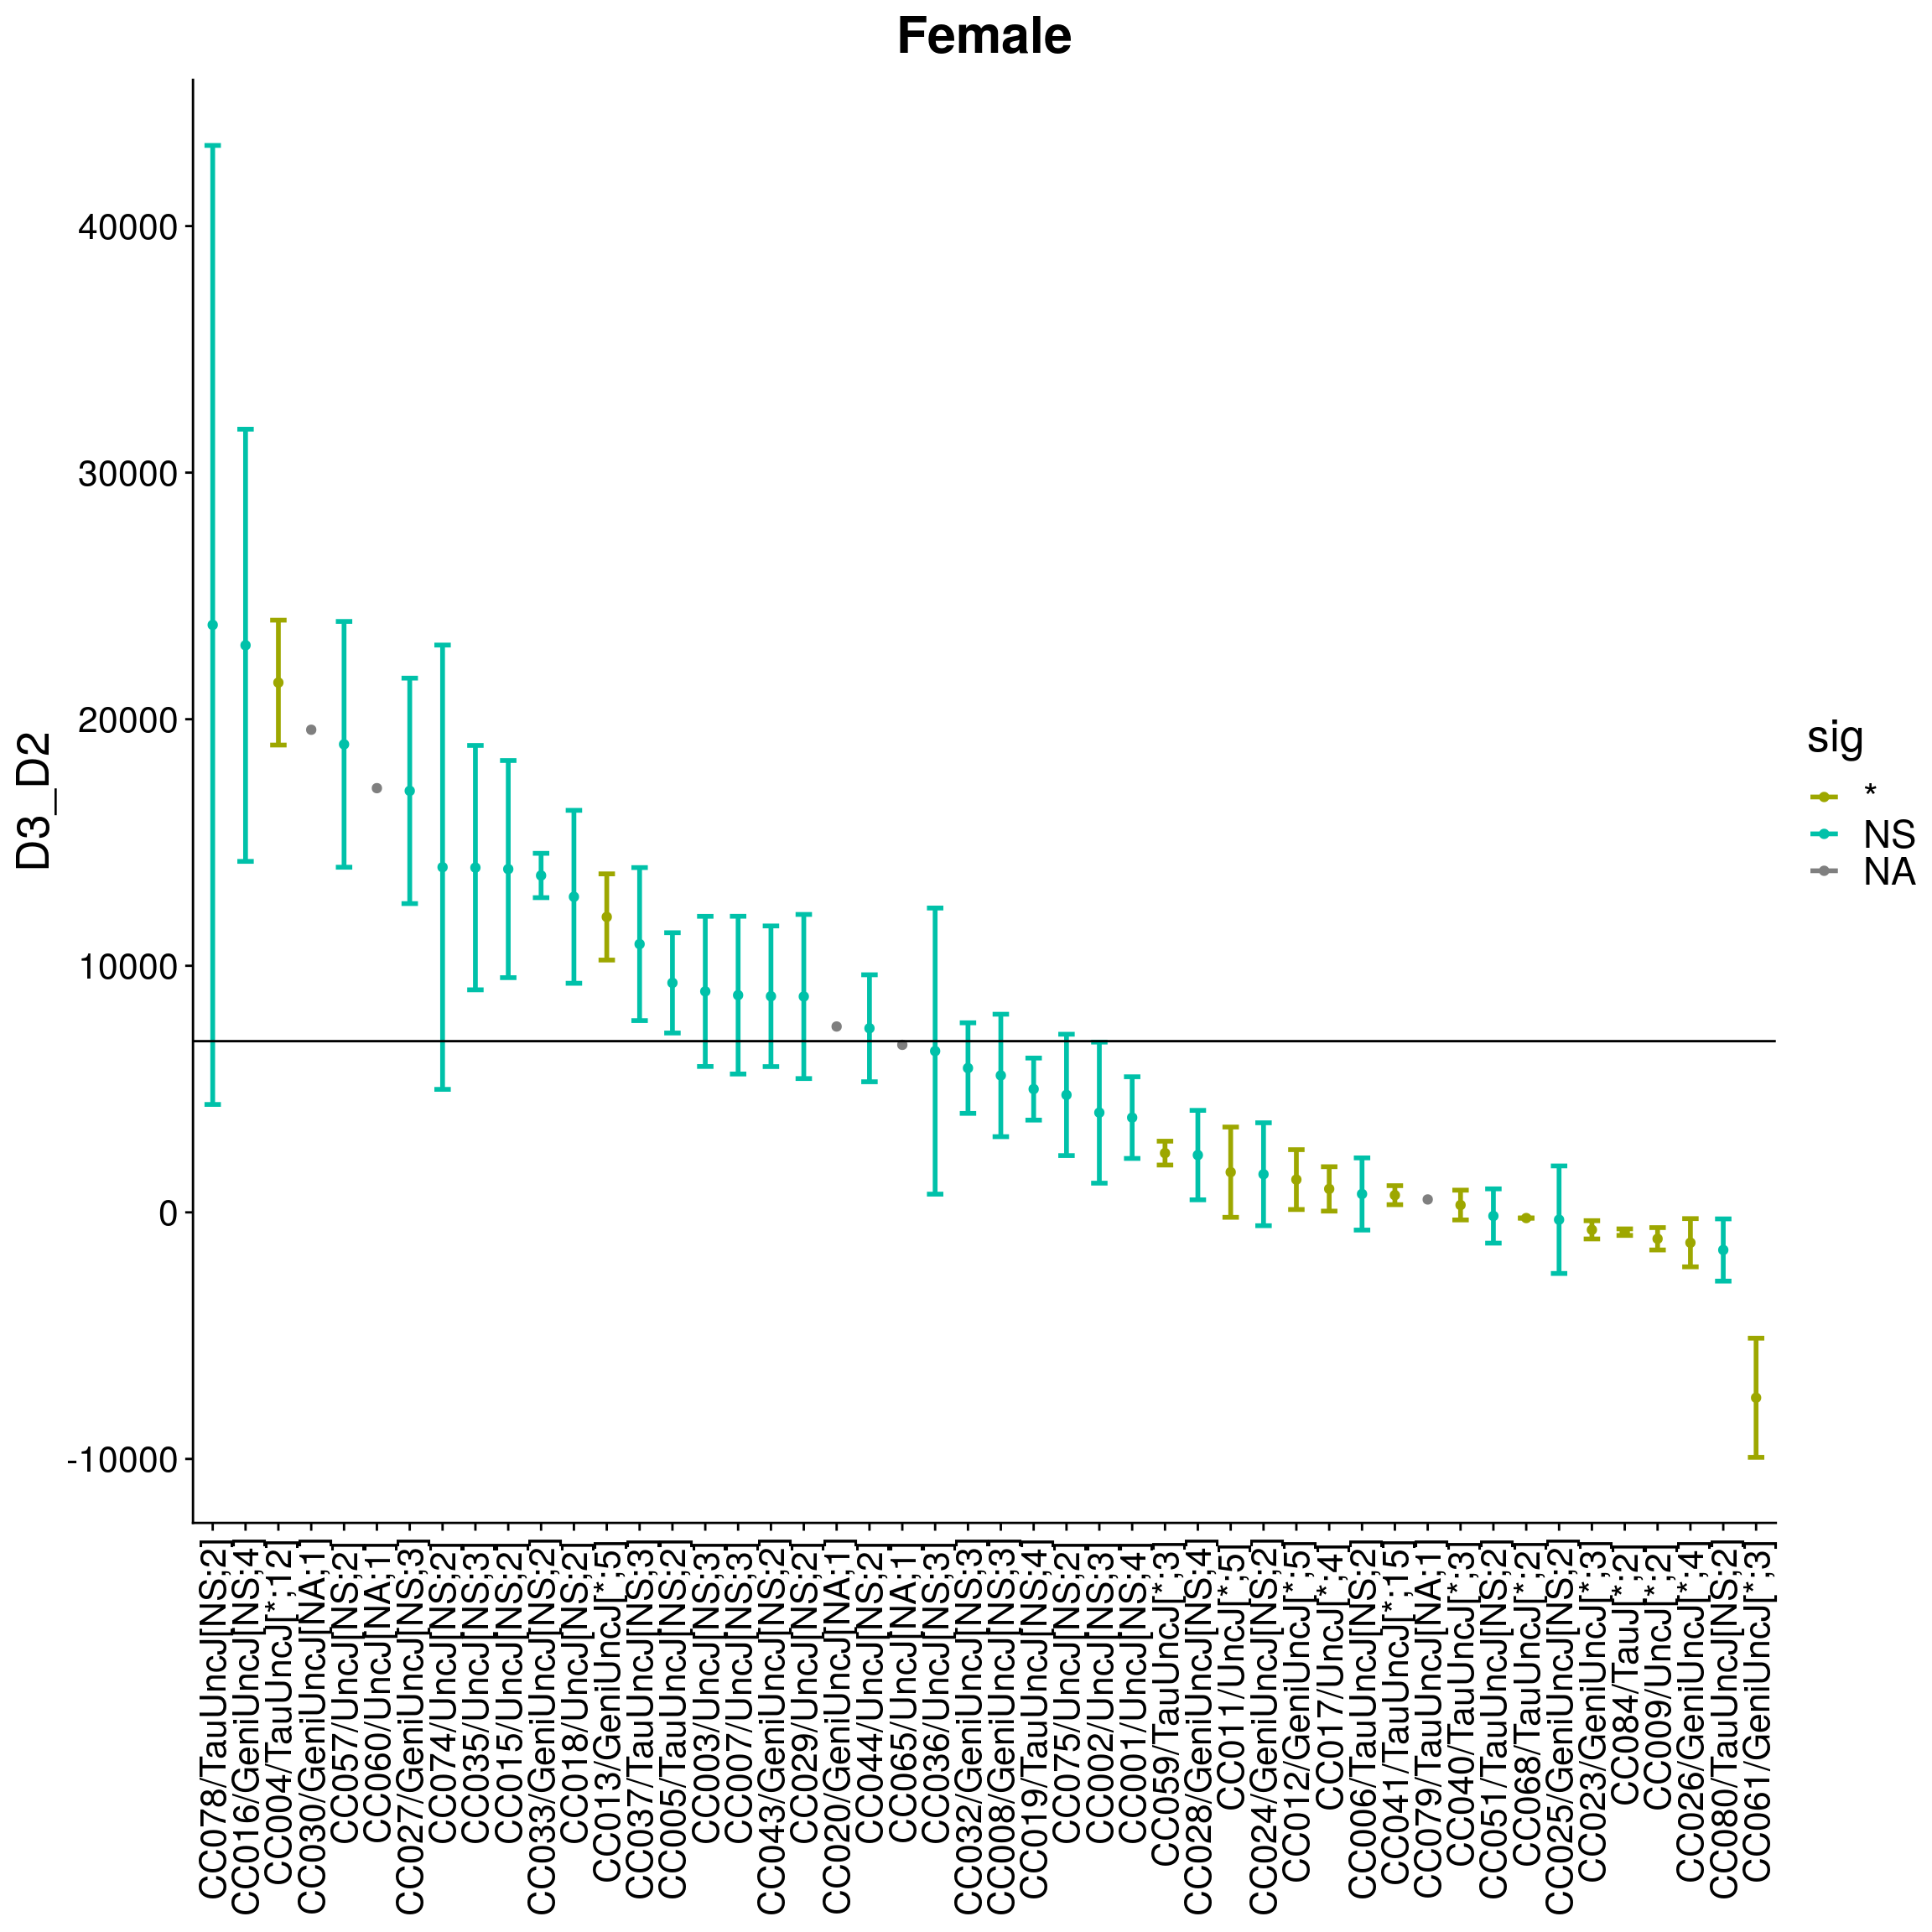 Female
D3_D2
40000
30000
20000
10000
0
-10000
CC078/TauUncJ[NS;2]
CC016/GeniUncJ[NS;4]
CC004/TauUncJ[*;12]
CC030/GeniUncJ[NA;1]
CC057/UncJ[NS;2]
CC060/UncJ[NA;1]
CC027/GeniUncJ[NS;3]
CC074/UncJ[NS;2]
CC035/UncJ[NS;3]
CC015/UncJ[NS;2]
CC033/GeniUncJ[NS;2]
CC018/UncJ[NS;2]
CC013/GeniUncJ[*;5]
CC037/TauUncJ[NS;3]
CC005/TauUncJ[NS;2]
CC003/UncJ[NS;3]
CC007/UncJ[NS;3]
CC043/GeniUncJ[NS;2]
CC029/UncJ[NS;2]
CC020/GeniUncJ[NA;1]
CC044/UncJ[NS;2]
CC065/UncJ[NA;1]
CC036/UncJ[NS;3]
CC032/GeniUncJ[NS;3]
CC008/GeniUncJ[NS;3]
CC019/TauUncJ[NS;4]
CC075/UncJ[NS;2]
CC002/UncJ[NS;3]
CC001/UncJ[NS;4]
CC059/TauUncJ[*;3]
CC028/GeniUncJ[NS;4]
CC011/UncJ[*;5]
CC024/GeniUncJ[NS;2]
CC012/GeniUncJ[*;5]
CC017/UncJ[*;4]
CC006/TauUncJ[NS;2]
CC041/TauUncJ[*;15]
CC079/TauUncJ[NA;1]
CC040/TauUncJ[*;3]
CC051/TauUncJ[NS;2]
CC068/TauUncJ[*;2]
CC025/GeniUncJ[NS;2]
CC023/GeniUncJ[*;3]
CC084/TauJ[*;2]
CC009/UncJ[*;2]
CC026/GeniUncJ[*;4]
CC080/TauUncJ[NS;2]
CC061/GeniUncJ[*;3]
sig
*
NS
NA